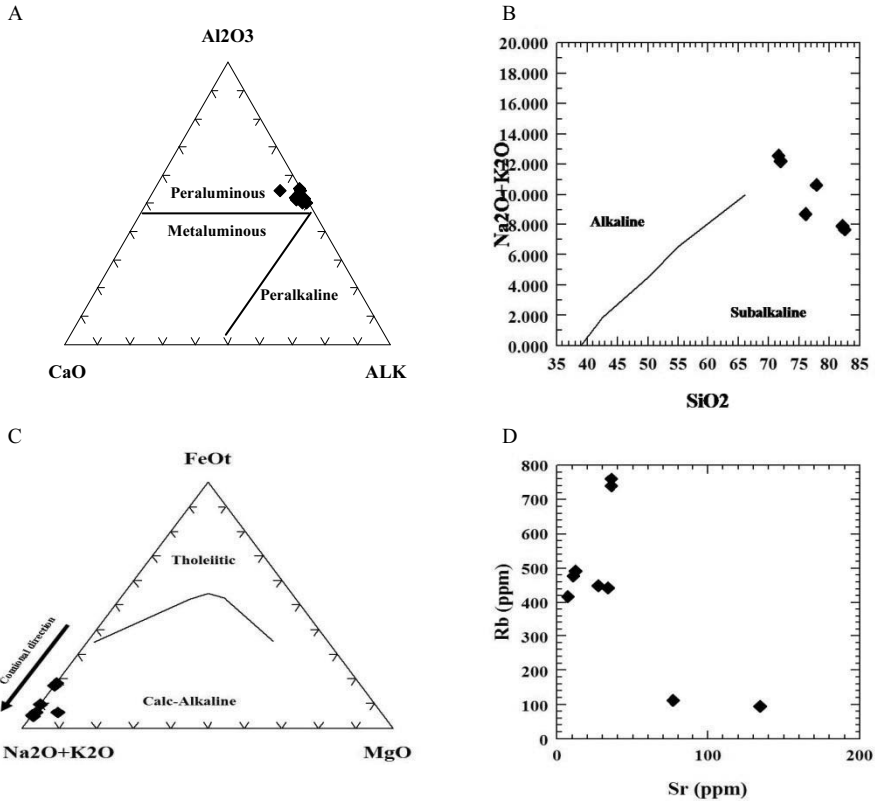 A
Al2O3
Peraluminous
Metaluminous
Peralkaline
CaO
ALK
B
20.000
18.000
16.000
14.000
12.000
10.000
8.000
6.000
4.000
2.000
0.000
Na2O+K2O
Alkaline
Subalkaline
35 40 45 50 55 60 65 70 75 80 85
SiO2
C
FeOt
Tholeiitic
Comional direction
Calc-Alkaline
Na2O+K2O
MgO
D
800
700
600
500
400
300
200
100
0
Rb (ppm)
0 100 200
Sr (ppm)